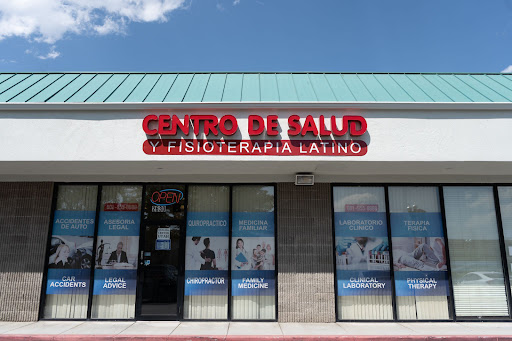 CENTRO DE SALUD
Y FISIOTERAPIA LATINO
OPEN
ACCIDENTES
DE AUTO
CAR
ACCIDENTS
ASESORIA
LEGAL
LEGAL
ADVICE
QUIROPRACTICO
CHIROPRACTOR
MEDICINA
FAMILIAR
FAMILY
MEDICINE
LABORATORIO
CLINICO
CLINICAL
LABORATORY
TERAPIA
FISICA
PHYSICAL
THERAPY